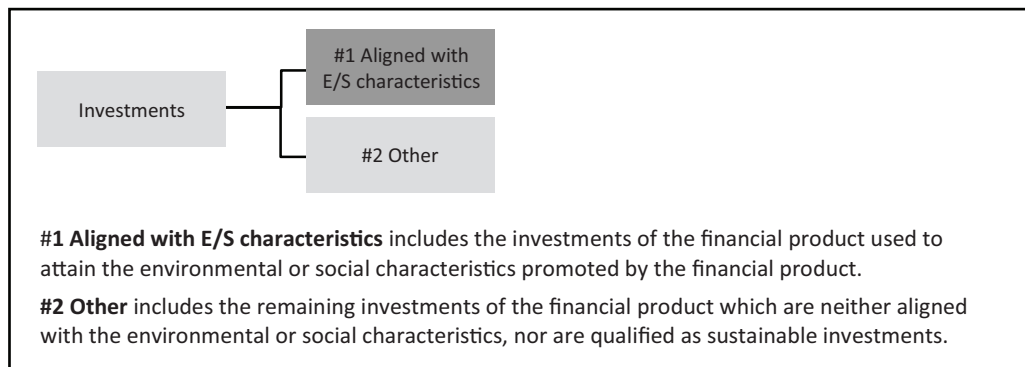 #1 Aligned with
E/S characteristics
Investments
#2 Other
#1 Aligned with E/S characteristics includes the investments of the financial product used to
attain the environmental or social characteristics promoted by the financial product.
#2 Other includes the remaining investments of the financial product which are neither aligned
with the environmental or social characteristics, nor are qualified as sustainable investments.